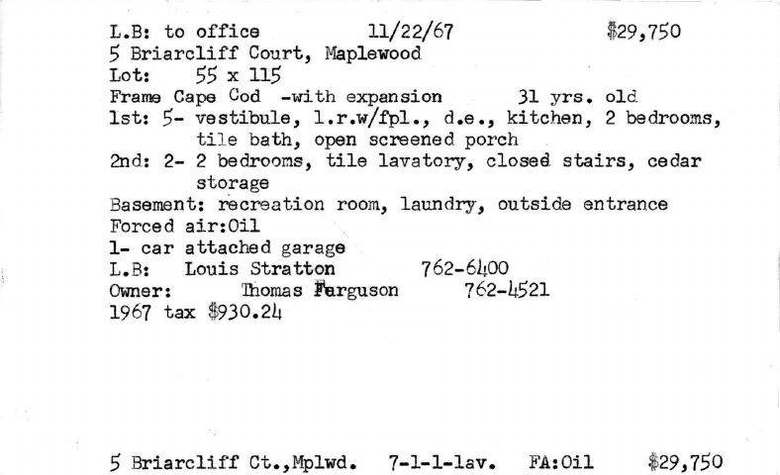 L.B: to office 11/22/67 $29,750
5 Briarcliff Court, Maplewood
Lot: 55 x 115
Frame Cape Cod -with expansion 31 yrs. old
1st: 5- vestibule, l.r.w/fpl., d.e., kitchen, 2 bedrooms,
tile bath, open screened porch
2nd: 2- 2 bedrooms, tile lavatory, closed stairs, cedar
storage
Basement: recreation room, laundry, outside entrance
Forced air:Oil
1- car attached garage
L.B: Louis Stratton 762-6400
Owner: Thomas Furguson 762-4521
1967 tax $930.24
5 Briarcliff Ct.,Mplwd. 7-1-1-lav. FA:Oil $29,750